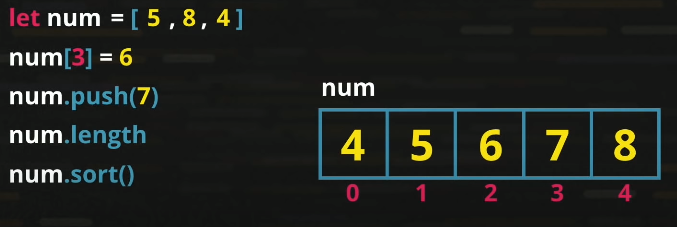 let num = [ 5 , 8 , 4 ]
num[3] = 6
num.push(7)
num.length
num.sort()
num
4 5 6 7 8
0 1 2 3 4